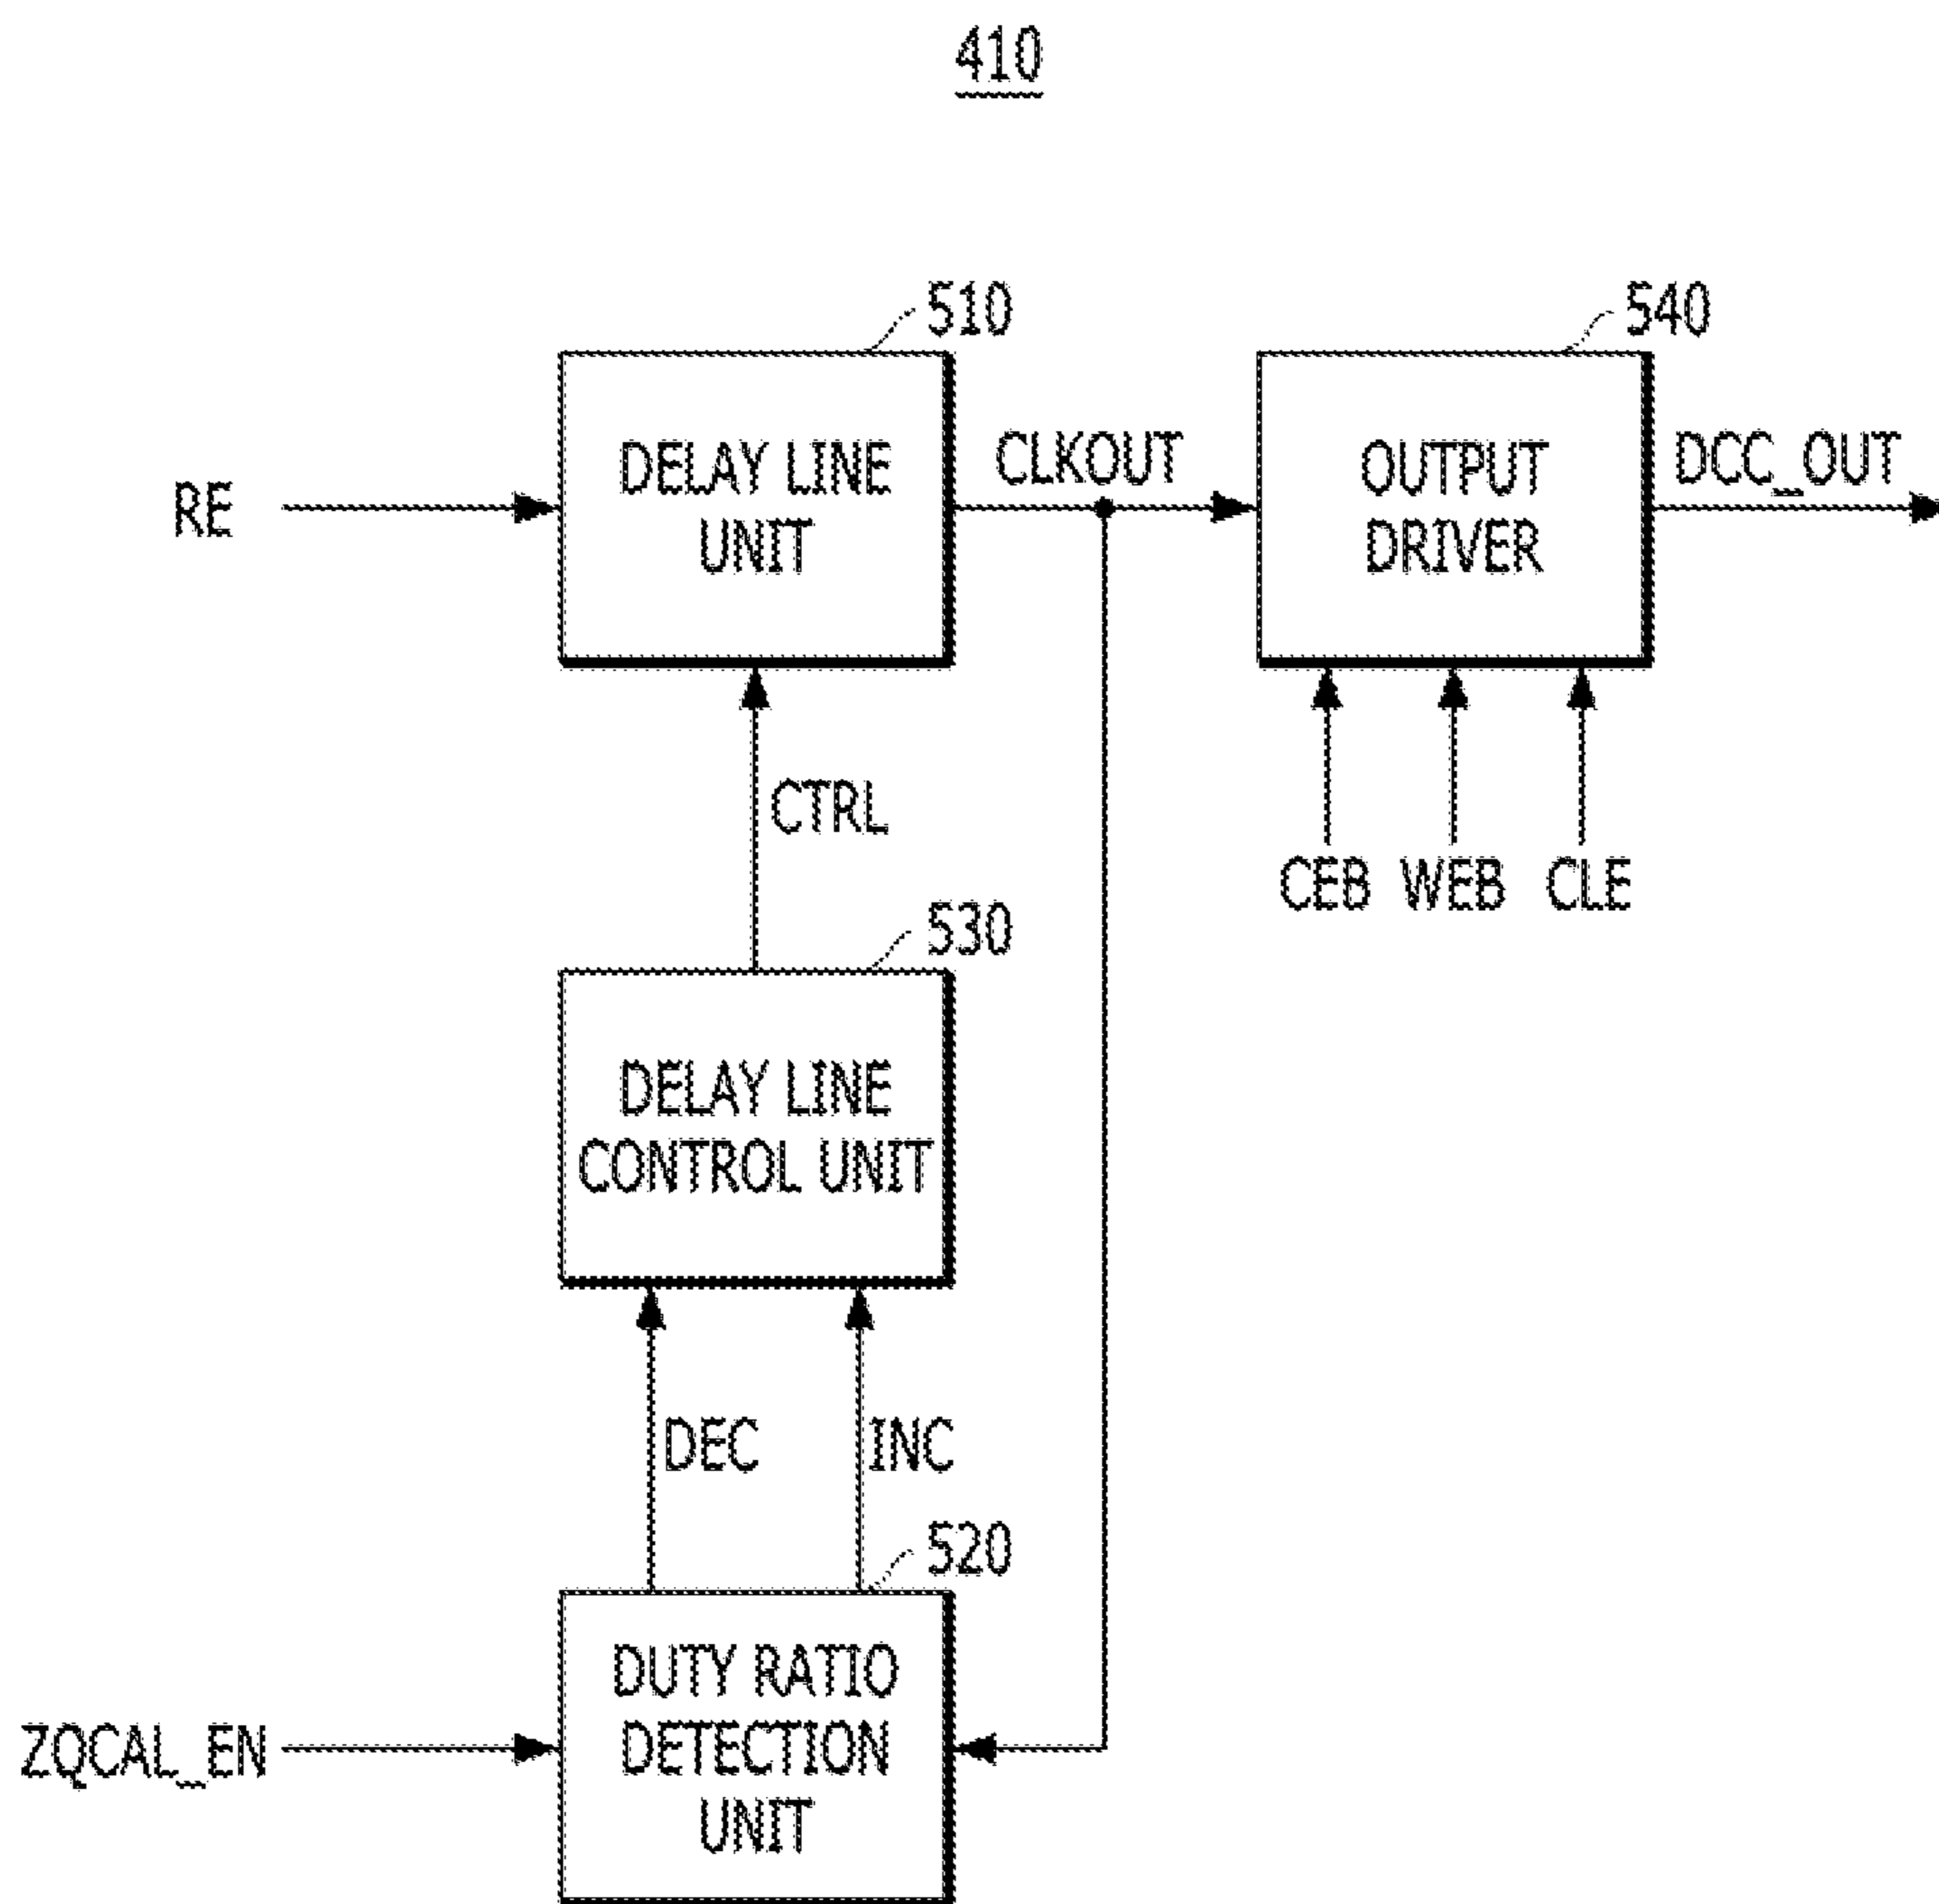 410
510
540
DELAY LINE
UNIT
CLKOUT
OUTPUT
DRIVER
DCC_OUT
RE
CTRL
CEB WEB CLE
530
DELAY LINE
CONTROL UNIT
DEC
INC
520
DUTY RATIO
DETECTION
UNIT
ZQCAL_EN